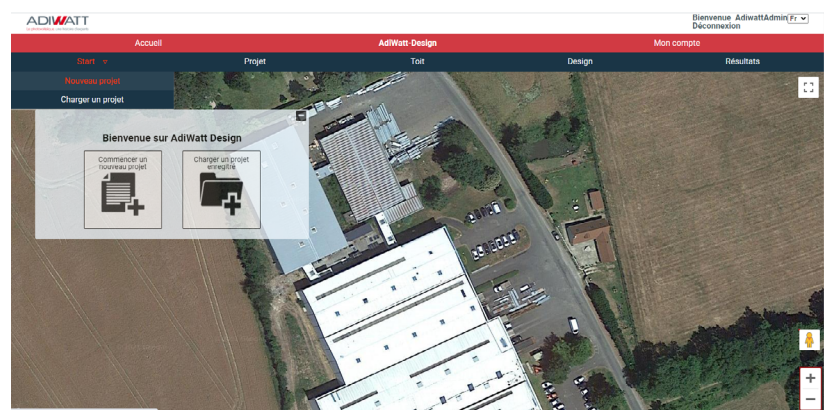 ADIWATT
Bienvenue AdiwattAdmin Fr
Déconnexion
Accueil AdiWatt-Design Mon compte
Start Projet Toit Design Résultats
Nouveau projet
Charger un projet
Bienvenue sur AdiWatt Design
Commencer un
nouveau projet
Charger un projet
enregitré